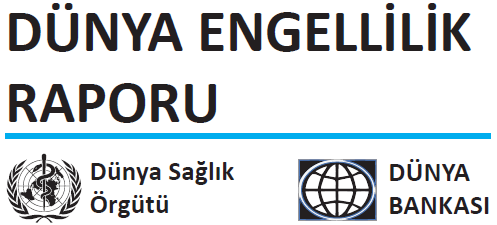 DÜNYA ENGELLİLİK
RAPORU
Dünya Sağlık
Örgütü
DÜNYA
BANKASI